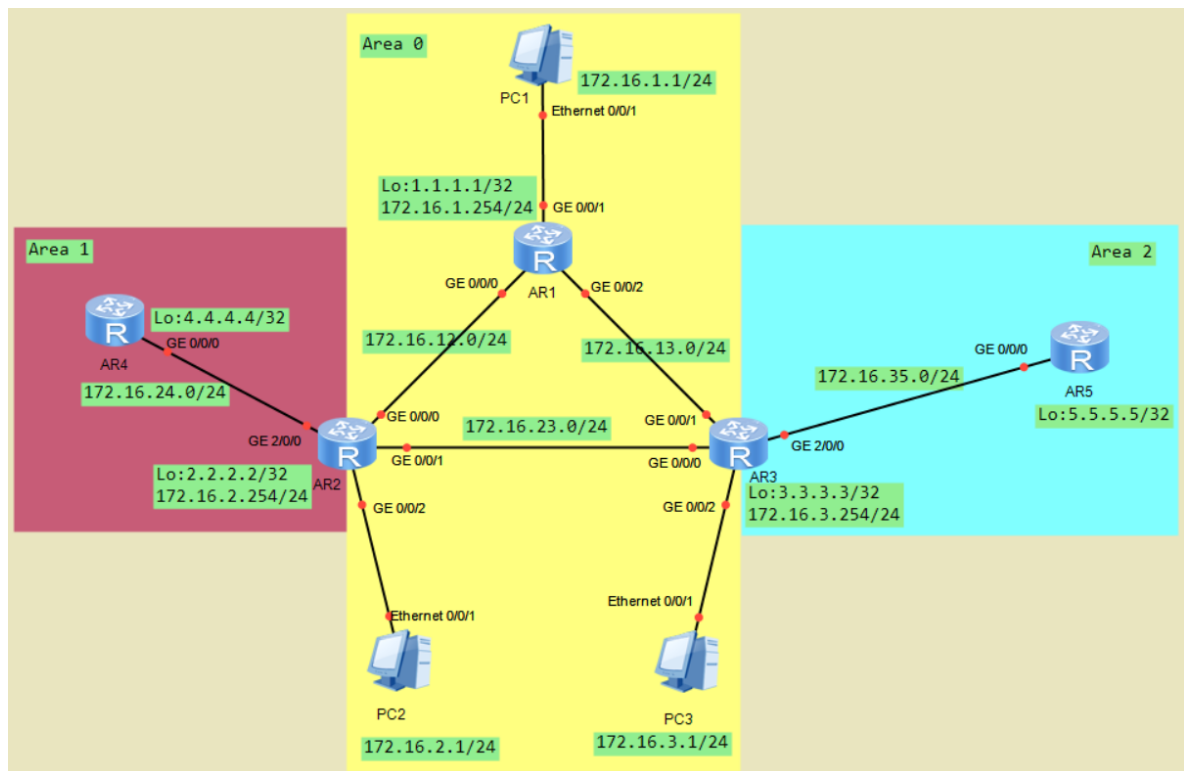 Area 0
172.16.1.1/24
PC1
Ethernet 0/0/1
Lo:1.1.1.1/32
172.16.1.254/24
GE 0/0/1
R
AR1
Area 1
Area 2
GE 0/0/0
GE 0/0/2
172.16.12.0/24
172.16.13.0/24
R
AR4
Lo:4.4.4.4/32
GE 0/0/0
172.16.24.0/24
GE 0/0/0
R
AR5
172.16.35.0/24
Lo:5.5.5.5/32
GE 0/0/0
172.16.23.0/24
GE 0/0/1
GE 2/0/0
R
AR2
GE 0/0/1
GE 0/0/0
R
AR3
GE 2/0/0
Lo:2.2.2.2/32
172.16.2.254/24
GE 0/0/2
GE 0/0/2
Lo:3.3.3.3/32
172.16.3.254/24
Ethernet 0/0/1
Ethernet 0/0/1
PC2
172.16.2.1/24
PC3
172.16.3.1/24